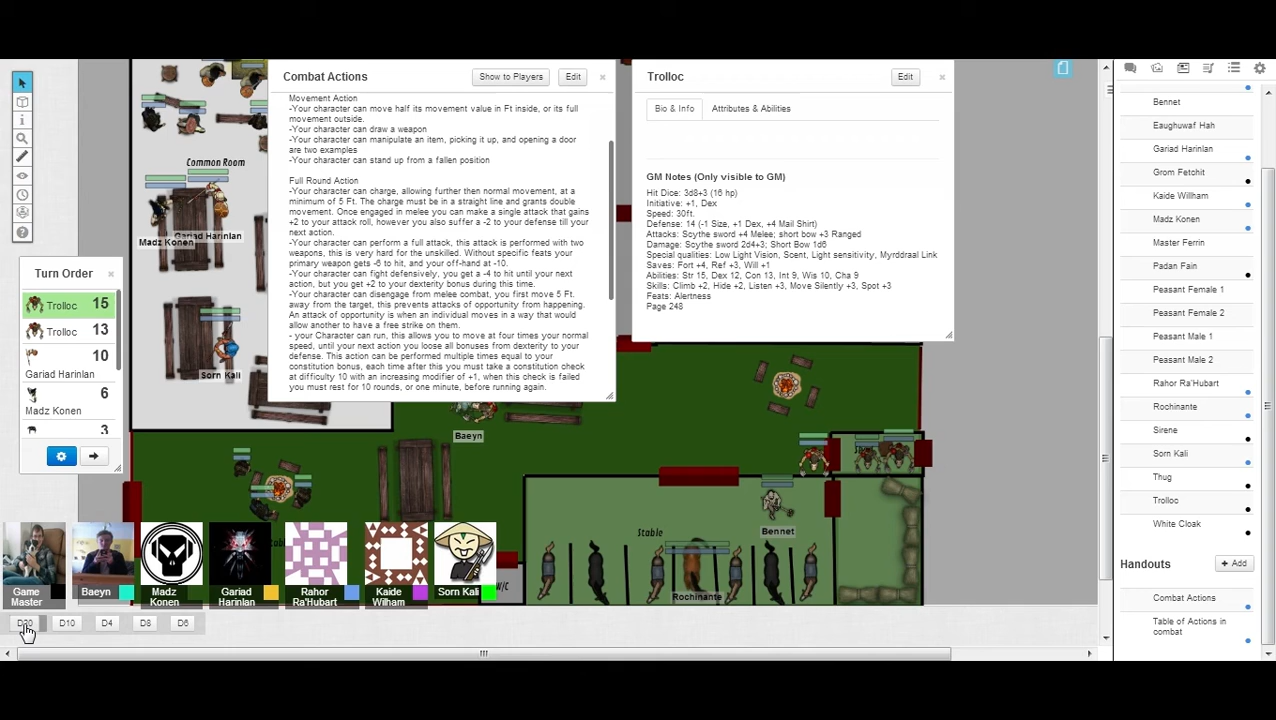 Combat Actions
Show to Players
Edit
×
Movement Action
-Your character can move half its movement value in Ft inside, or its full
movement outside.
-Your character can draw a weapon
-Your character can manipulate an item, picking it up, and opening a door
are two examples
-Your character can stand up from a fallen position
Full Round Action
-Your character can charge, allowing further then normal movement, at a
minimum of 5 Ft. The charge must be in a straight line and grants double
movement. Once engaged in melee you can make a single attack that gains
+2 to your attack roll, however you also suffer a -2 to your defense till your
next action.
-Your character can perform a full attack, this attack is performed with two
weapons, this is very hard for the unskilled. Without specific feats your
primary weapon gets -6 to hit, and your off-hand at -10.
-Your character can fight defensively, you get a -4 to hit until your next
action, but you get +2 to your dexterity bonus during this time.
-Your character can disengage from melee combat, you first move 5 Ft.
away from the target, this prevents attacks of opportunity from happening.
An attack of opportunity is when an individual moves in a way that would
allow another to have a free strike on them.
- your Character can run, this allows you to move at four times your normal
speed, until your next action you loose all bonuses from dexterity to your
defense. This action can be performed multiple times equal to your
constitution bonus, each time after this you must take a constitution check
at difficulty 10 with an increasing modifier of +1, when this check is failed
you must rest for 10 rounds, or one minute, before running again.
Trolloc
Edit
×
Bio & Info
Attributes & Abilities
GM Notes (Only visible to GM)
Hit Dice: 3d8+3 (16 hp)
Initiative: +1, Dex
Speed: 30ft.
Defense: 14 (-1 Size, +1 Dex, +4 Mail Shirt)
Attacks: Scythe sword +4 Melee; short bow +3 Ranged
Damage: Scythe sword 2d4+3; Short Bow 1d6
Special qualities: Low Light Vision, Scent, Light sensitivity, Myrddraal Link
Saves: Fort +4, Ref +3, Will +1
Abilities: Str 15, Dex 12, Con 13, Int 9, Wis 10, Cha 9
Skills: Climb +2, Hide +2, Listen +3, Move Silently +3, Spot +3
Feats: Alertness
Page 248
Common Room
Madz Konen
Gariad Harinlan
Sorn Kali
Baeyn
Stable
Bennet
Rochinante
W/C
Turn Order
×
Trolloc 15
Trolloc 13
10
Gariad Harinlan
6
Madz Konen
3
Game
Master
Baeyn
Madz
Konen
Gariad
Harinlan
Rahor
Ra'Hubart
Kaide
Wilham
Sorn Kali
D20
D10
D4
D8
D6
Bennet
Eaughuwaf Hah
Gariad Harinlan
Grom Fetchit
Kaide Willham
Madz Konen
Master Ferrin
Padan Fain
Peasant Female 1
Peasant Female 2
Peasant Male 1
Peasant Male 2
Rahor Ra'Hubart
Rochinante
Sirene
Sorn Kali
Thug
Trolloc
White Cloak
Handouts
+ Add
Combat Actions
Table of Actions in
combat